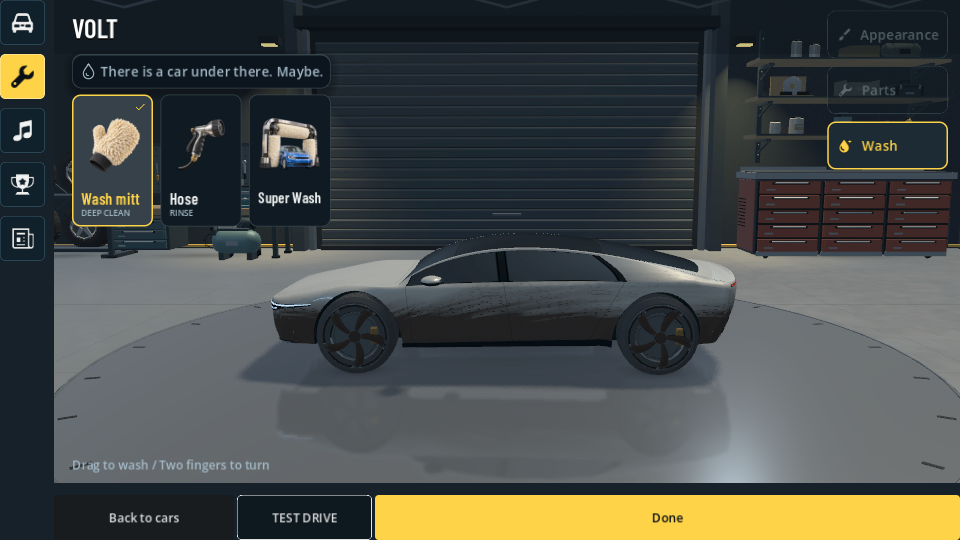 VOLT
There is a car under there. Maybe.
Wash mitt
DEEP CLEAN
Hose
RINSE
Super Wash
Appearance
Parts
Wash
Drag to wash / Two fingers to turn
Back to cars
TEST DRIVE
Done